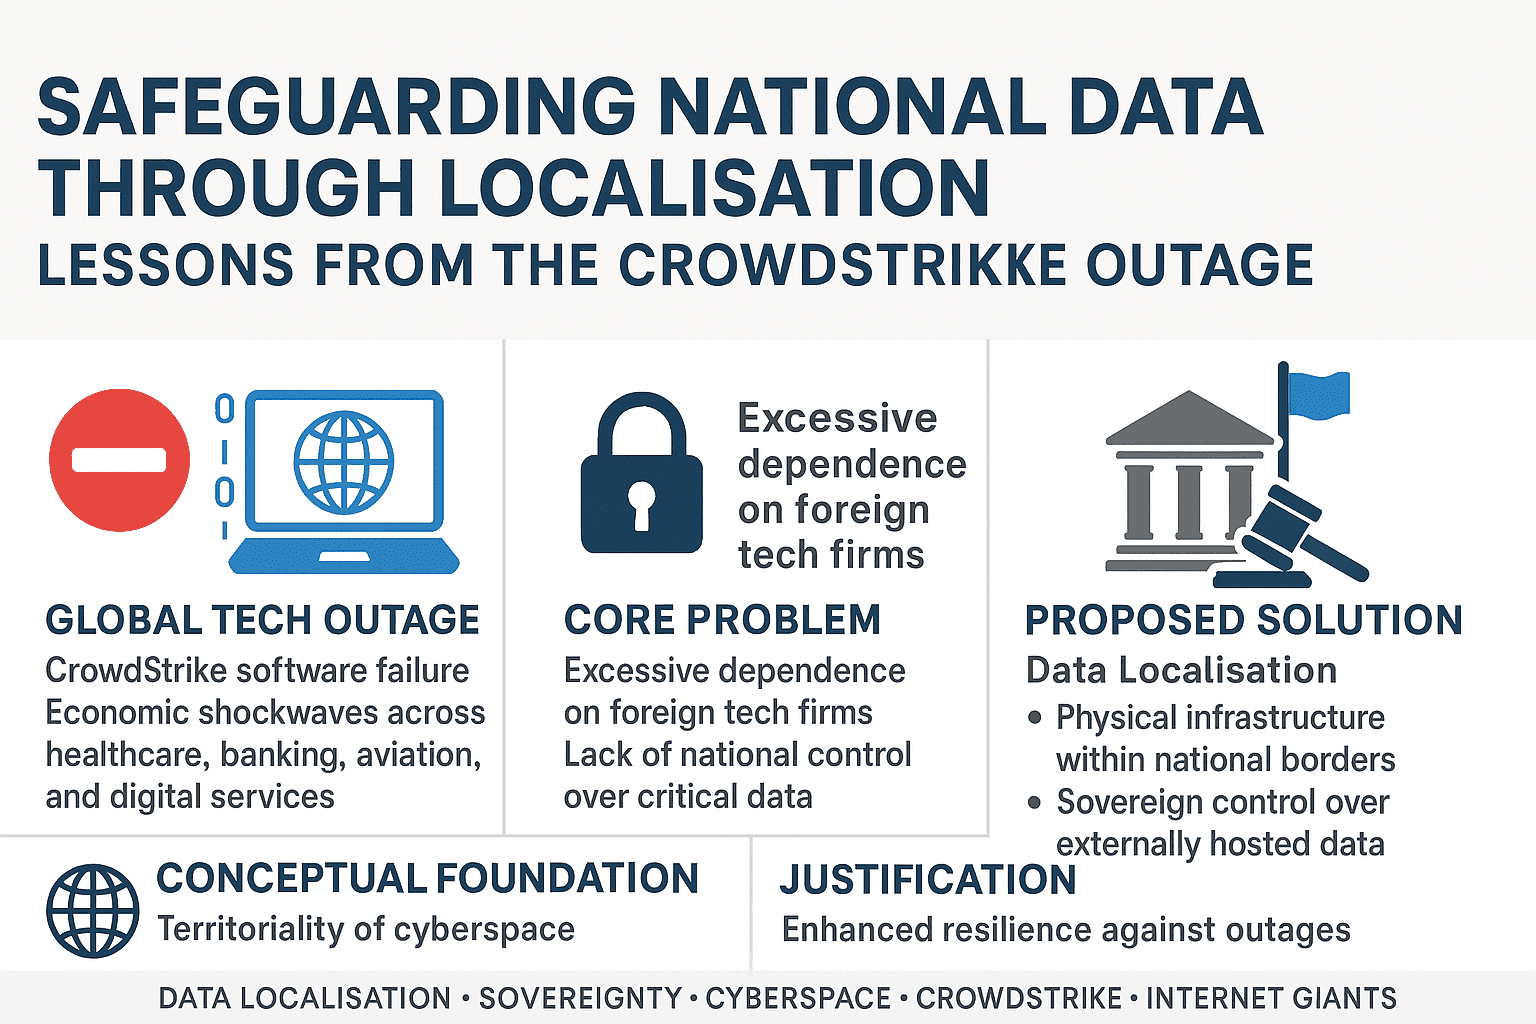 SAFEGUARDING NATIONAL DATA
THROUGH LOCALISATION
LESSONS FROM THE CROWDSTRIKKE OUTAGE
0
I
0
I
GLOBAL TECH OUTAGE
CrowdStrike software failure
Economic shockwaves across
healthcare, banking, aviation,
and digital services
Excessive
dependence
on foreign
tech firms
CORE PROBLEM
Excessive dependence
on foreign tech firms
Lack of national control
over critical data
PROPOSED SOLUTION
Data Localisation
• Physical infrastructure
within national borders
• Sovereign control over
externally hosted data
CONCEPTUAL FOUNDATION
Territoriality of cyberspace
JUSTIFICATION
Enhanced resilience against outages
DATA LOCALISATION • SOVEREIGNTY • CYBERSPACE • CROWDSTRIKE • INTERNET GIANTS